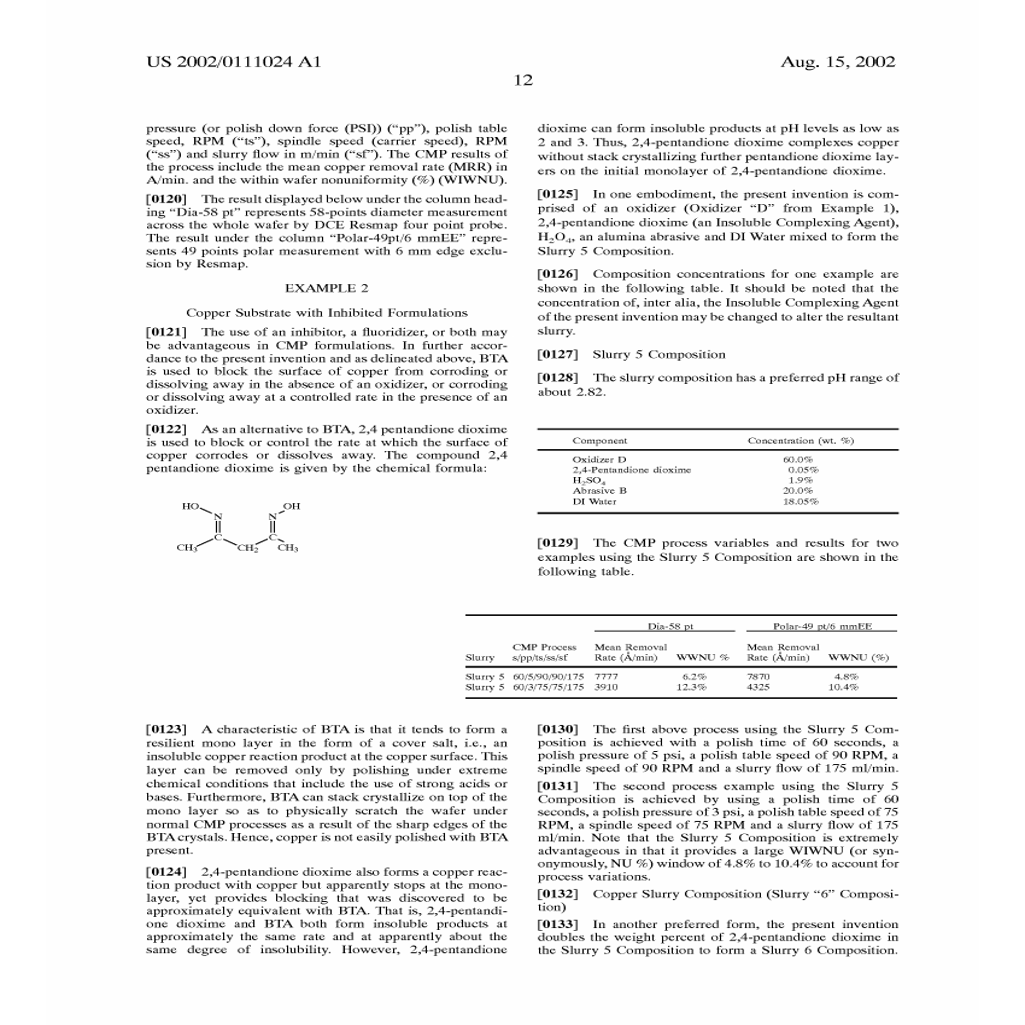 US 2002/0111024 A1
Aug. 15, 2002
12
pressure (or polish down force (PSI)) (“pp”), polish table
speed, RPM (“ts”), spindle speed (carrier speed), RPM
(“ss”) and slurry flow in m/min (“sf”). The CMP results of
the process include the mean copper removal rate (MRR) in
A/min. and the within wafer nonuniformity (%) (WIWNU).
[0120] The result displayed below under the column head-
ing “Dia-58 pt” represents 58-points diameter measurement
across the whole wafer by DCE Resmap four point probe.
The result under the column “Polar-49pt/6 mmEE” repre-
sents 49 points polar measurement with 6 mm edge exclu-
sion by Resmap.
EXAMPLE 2
Copper Substrate with Inhibited Formulations
[0121] The use of an inhibitor, a fluoridizer, or both may
be advantageous in CMP formulations. In further accor-
dance to the present invention and as delineated above, BTA
is used to block the surface of copper from corroding or
dissolving away in the absence of an oxidizer, or corroding
or dissolving away at a controlled rate in the presence of an
oxidizer.
[0122] As an alternative to BTA, 2,4 pentandione dioxime
is used to block or control the rate at which the surface of
copper corrodes or dissolves away. The compound 2,4
pentandione dioxime is given by the chemical formula:
HO OH
N N
C C
CH3 CH2 CH3
dioxime can form insoluble products at pH levels as low as
2 and 3. Thus, 2,4-pentandione dioxime complexes copper
without stack crystallizing further pentandione dioxime lay-
ers on the initial monolayer of 2,4-pentandione dioxime.
[0125] In one embodiment, the present invention is com-
prised of an oxidizer (Oxidizer “D” from Example 1),
2,4-pentandione dioxime (an Insoluble Complexing Agent),
H2O4, an alumina abrasive and DI Water mixed to form the
Slurry 5 Composition.
[0126] Composition concentrations for one example are
shown in the following table. It should be noted that the
concentration of, inter alia, the Insoluble Complexing Agent
of the present invention may be changed to alter the resultant
slurry.
[0127] Slurry 5 Composition
[0128] The slurry composition has a preferred pH range of
about 2.82.
Component Concentration (wt. %)
Oxidizer D 60.0%
2,4-Pentandione dioxime 0.05%
H2SO4 1.9%
Abrasive B 20.0%
DI Water 18.05%
[0129] The CMP process variables and results for two
examples using the Slurry 5 Composition are shown in the
following table.
Dia-58 pt Polar-49 pt/6 mmEE
CMP Process Mean Removal Mean Removal
Slurry s/pp/ts/ss/sf Rate (Å/min) WWNU % Rate (Å/min) WWNU (%)
Slurry 5 60/5/90/90/175 7777 6.2% 7870 4.8%
Slurry 5 60/3/75/75/175 3910 12.3% 4325 10.4%
[0123] A characteristic of BTA is that it tends to form a
resilient mono layer in the form of a cover salt, i.e., an
insoluble copper reaction product at the copper surface. This
layer can be removed only by polishing under extreme
chemical conditions that include the use of strong acids or
bases. Furthermore, BTA can stack crystallize on top of the
mono layer so as to physically scratch the wafer under
normal CMP processes as a result of the sharp edges of the
BTA crystals. Hence, copper is not easily polished with BTA
present.
[0124] 2,4-pentandione dioxime also forms a copper reac-
tion product with copper but apparently stops at the mono-
layer, yet provides blocking that was discovered to be
approximately equivalent with BTA. That is, 2,4-pentandi-
one dioxime and BTA both form insoluble products at
approximately the same rate and at apparently about the
same degree of insolubility. However, 2,4-pentandione
[0130] The first above process using the Slurry 5 Com-
position is achieved with a polish time of 60 seconds, a
polish pressure of 5 psi, a polish table speed of 90 RPM, a
spindle speed of 90 RPM and a slurry flow of 175 ml/min.
[0131] The second process example using the Slurry 5
Composition is achieved by using a polish time of 60
seconds, a polish pressure of 3 psi, a polish table speed of 75
RPM, a spindle speed of 75 RPM and a slurry flow of 175
ml/min. Note that the Slurry 5 Composition is extremely
advantageous in that it provides a large WIWNU (or syn-
onymously, NU %) window of 4.8% to 10.4% to account for
process variations.
[0132] Copper Slurry Composition (Slurry “6” Composi-
tion)
[0133] In another preferred form, the present invention
doubles the weight percent of 2,4-pentandione dioxime in
the Slurry 5 Composition to form a Slurry 6 Composition.